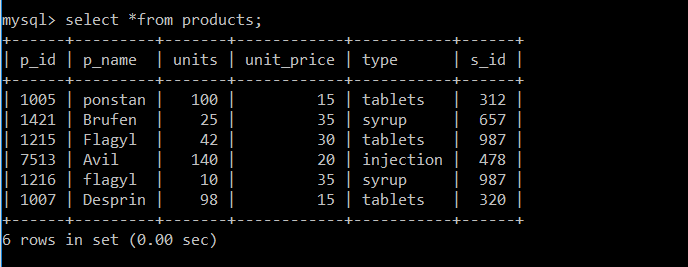 mysql> select *from products;
+------+---------+-------+------------+-----------+------+
| p_id | p_name  | units | unit_price | type      | s_id |
+------+---------+-------+------------+-----------+------+
| 1005 | ponstan |   100 |         15 | tablets   |  312 |
| 1421 | Brufen  |    25 |         35 | syrup     |  657 |
| 1215 | Flagyl  |    42 |         30 | tablets   |  987 |
| 7513 | Avil    |   140 |         20 | injection |  478 |
| 1216 | flagyl  |    10 |         35 | syrup     |  987 |
| 1007 | Desprin |    98 |         15 | tablets   |  320 |
+------+---------+-------+------------+-----------+------+
6 rows in set (0.00 sec)